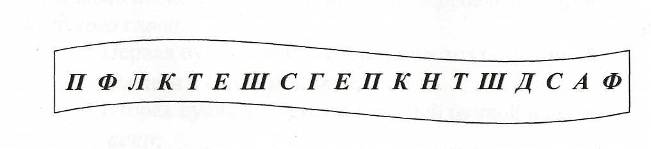 П Ф Л К Т Е Ш С Г Е П К Н Т Ш Д С А Ф